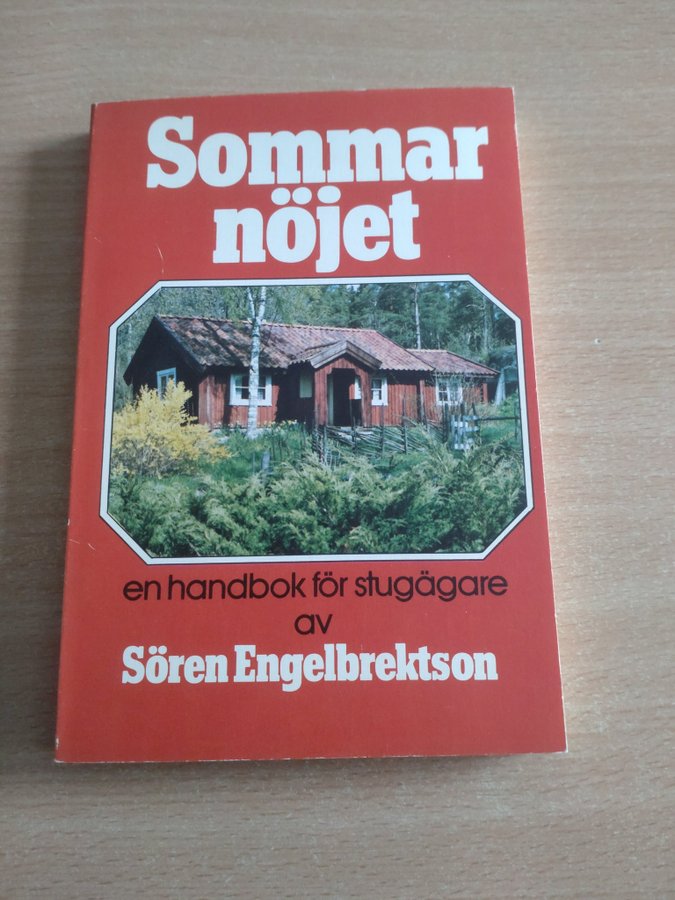 Sommar
nöjet
en handbok för stugägare
av
Sören Engelbrektson